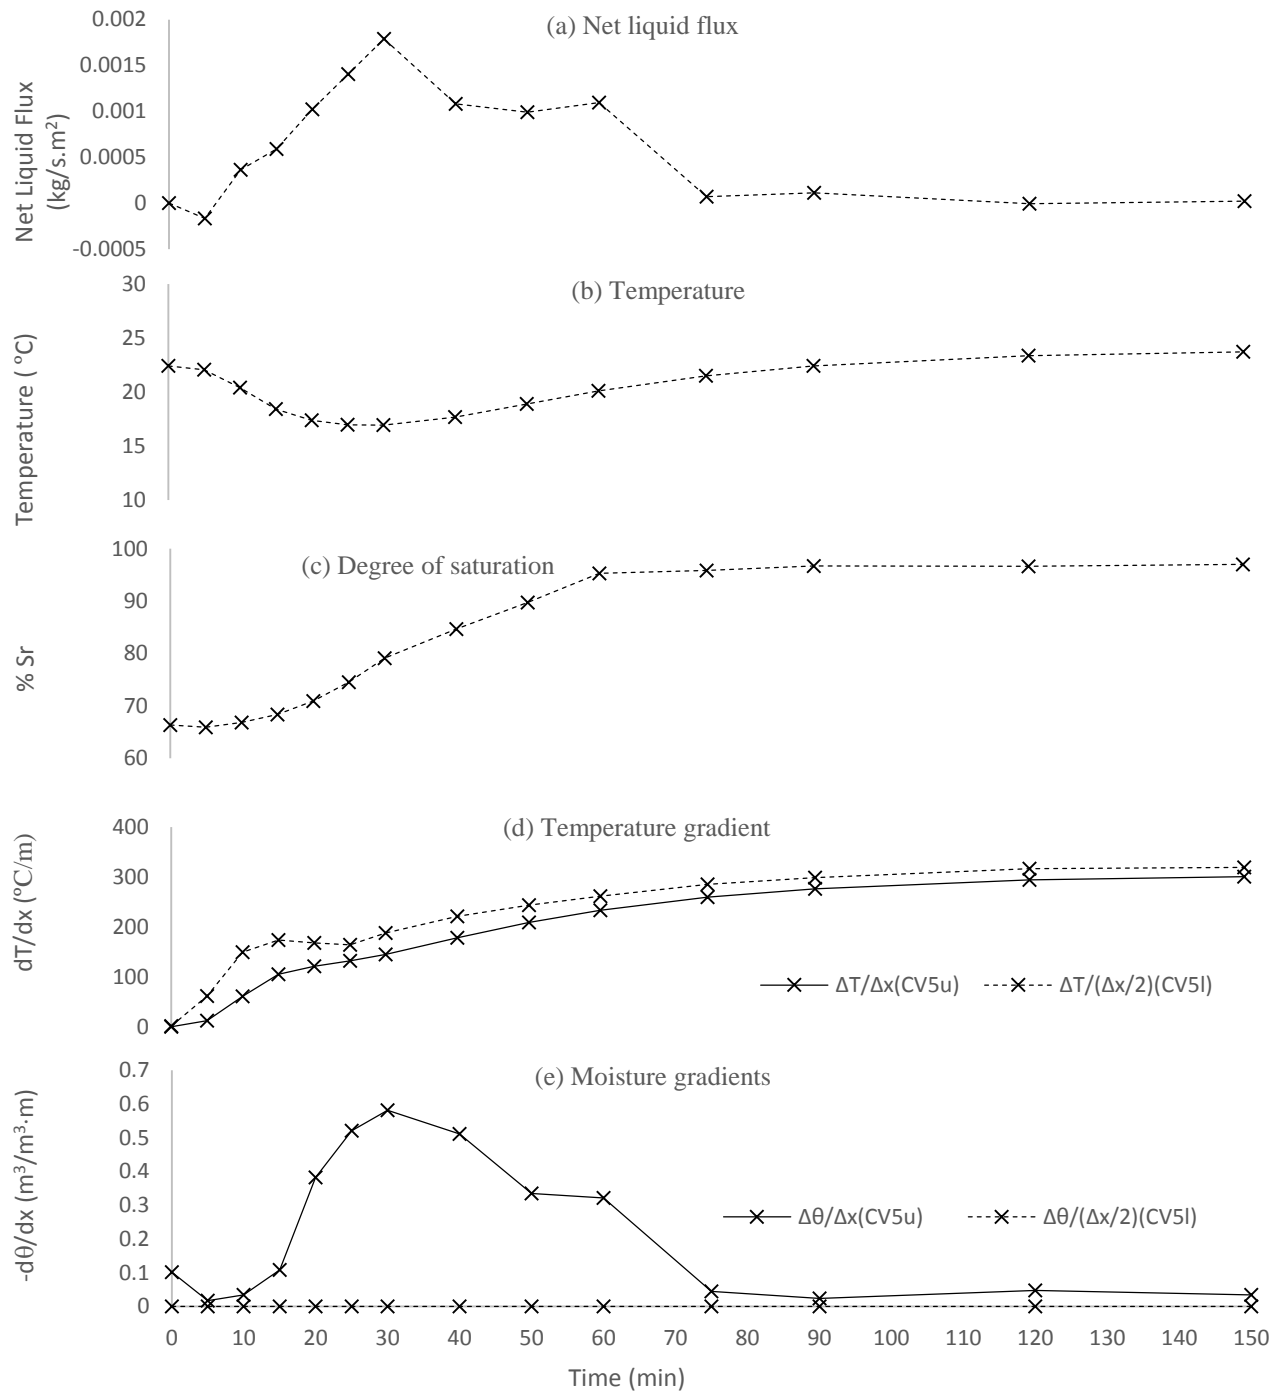 (a) Net liquid flux
Net Liquid Flux
(kg/s.m²)
0.002
0.0015
0.001
0.0005
0
-0.0005
(b) Temperature
Temperature ( °C)
30
25
20
15
10
(c) Degree of saturation
% Sr
100
90
80
70
60
(d) Temperature gradient
dT/dx (°C/m)
400
300
200
100
0
ΔT/Δx(CV5u) ΔT/(Δx/2)(CV5l)
(e) Moisture gradients
-dθ/dx (m³/m³·m)
0.7
0.6
0.5
0.4
0.3
0.2
0.1
0
Δθ/Δx(CV5u) Δθ/(Δx/2)(CV5l)
0 10 20 30 40 50 60 70 80 90 100 110 120 130 140 150
Time (min)